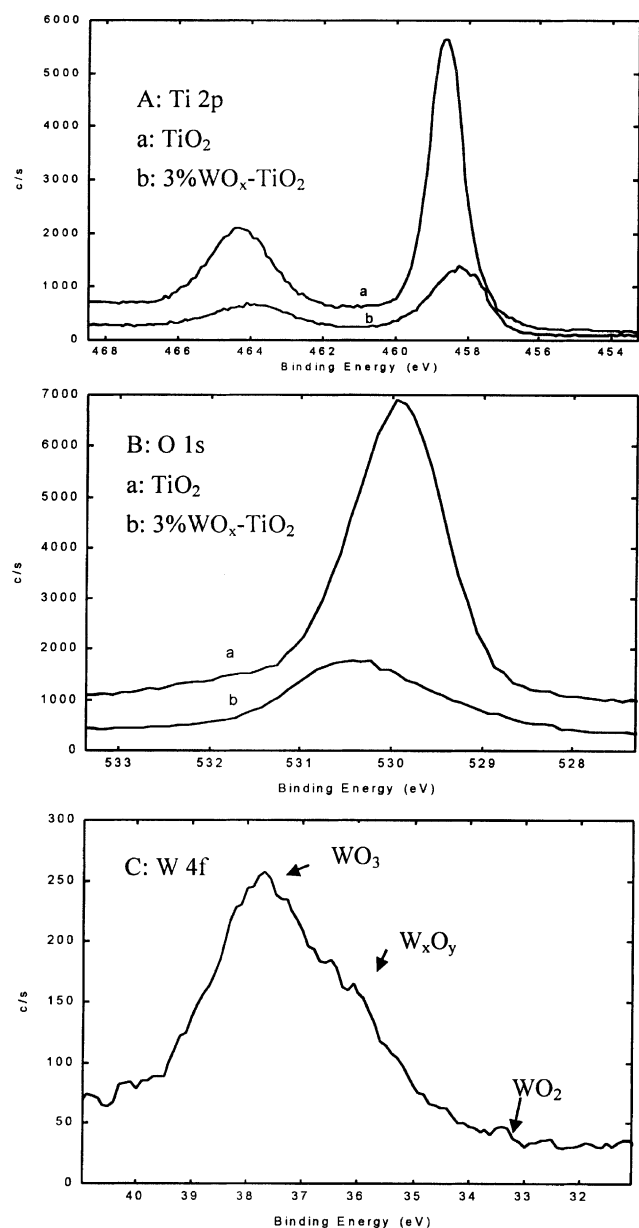 6000
5000
4000
3000
2000
1000
0
c/s
A: Ti 2p
a: TiO₂
b: 3%WOₓ-TiO₂
a
b
468 466 464 462 460 458 456 454
Binding Energy (eV)
7000
6000
5000
4000
3000
2000
1000
0
c/s
B: O 1s
a: TiO₂
b: 3%WOₓ-TiO₂
a
b
533 532 531 530 529 528
Binding Energy (eV)
300
250
200
150
100
50
0
c/s
C: W 4f
WO₃
WₓOᵧ
WO₂
40 39 38 37 36 35 34 33 32
Binding Energy (eV)